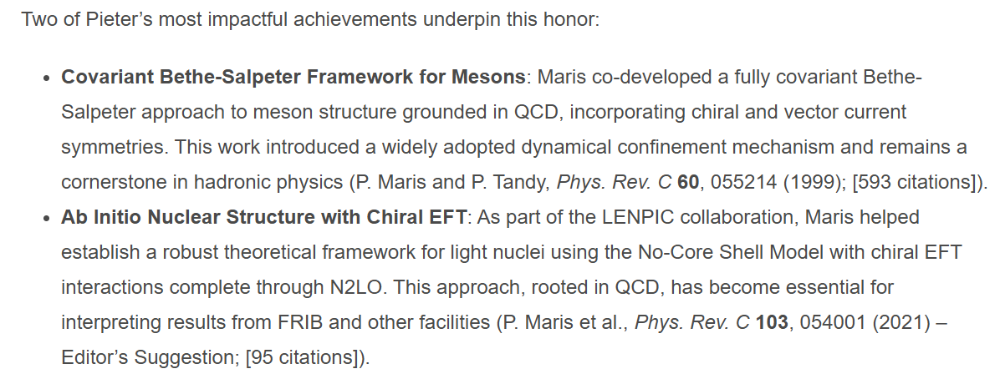 Two of Pieter’s most impactful achievements underpin this honor:
• Covariant Bethe-Salpeter Framework for Mesons: Maris co-developed a fully covariant Bethe-
Salpeter approach to meson structure grounded in QCD, incorporating chiral and vector current
symmetries. This work introduced a widely adopted dynamical confinement mechanism and remains a
cornerstone in hadronic physics (P. Maris and P. Tandy, Phys. Rev. C 60, 055214 (1999); [593 citations]).
• Ab Initio Nuclear Structure with Chiral EFT: As part of the LENPIC collaboration, Maris helped
establish a robust theoretical framework for light nuclei using the No-Core Shell Model with chiral EFT
interactions complete through N2LO. This approach, rooted in QCD, has become essential for
interpreting results from FRIB and other facilities (P. Maris et al., Phys. Rev. C 103, 054001 (2021) –
Editor’s Suggestion; [95 citations]).